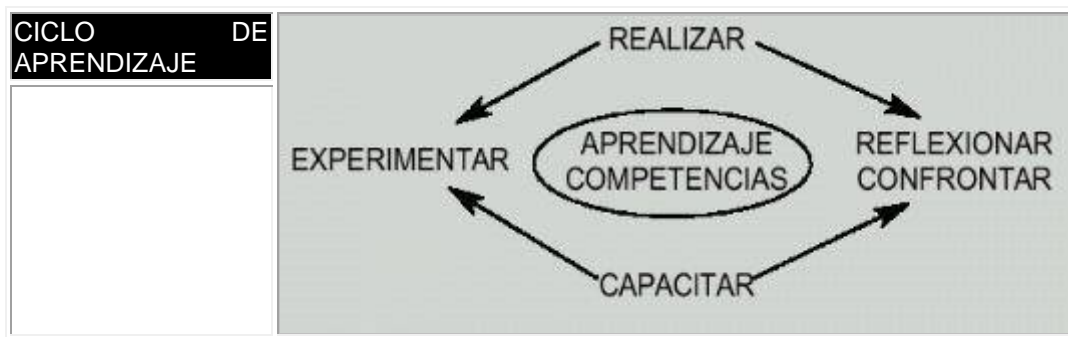 CICLO DE
APRENDIZAJE
REALIZAR
EXPERIMENTAR
APRENDIZAJE
COMPETENCIAS
REFLEXIONAR
CONFRONTAR
CAPACITAR